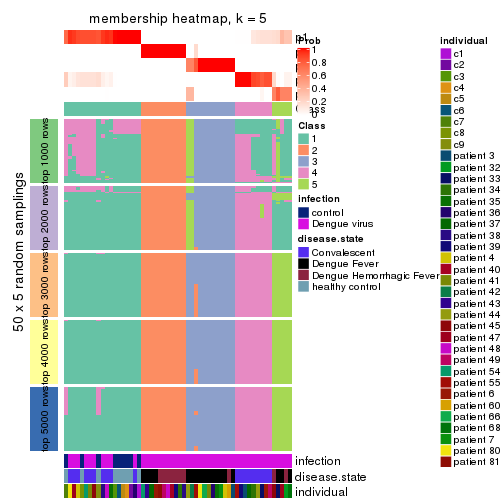 membership heatmap, k = 5
p1
Prob
1
0.8
0.6
0.4
0.2
0
Class
1
2
3
4
5
infection
control
Dengue virus
disease.state
Convalescent
Dengue Fever
Dengue Hemorrhagic Fever
healthy control
individual
c1
c2
c3
c4
c5
c6
c7
c8
c9
patient 3
patient 32
patient 33
patient 34
patient 35
patient 36
patient 37
patient 38
patient 39
patient 4
patient 40
patient 41
patient 42
patient 43
patient 44
patient 45
patient 47
patient 48
patient 49
patient 54
patient 55
patient 6
patient 60
patient 66
patient 68
patient 7
patient 80
patient 81
50 x 5 random samplings
top 1000 rows
top 2000 rows
top 3000 rows
top 4000 rows
top 5000 rows
infection
disease.state
individual